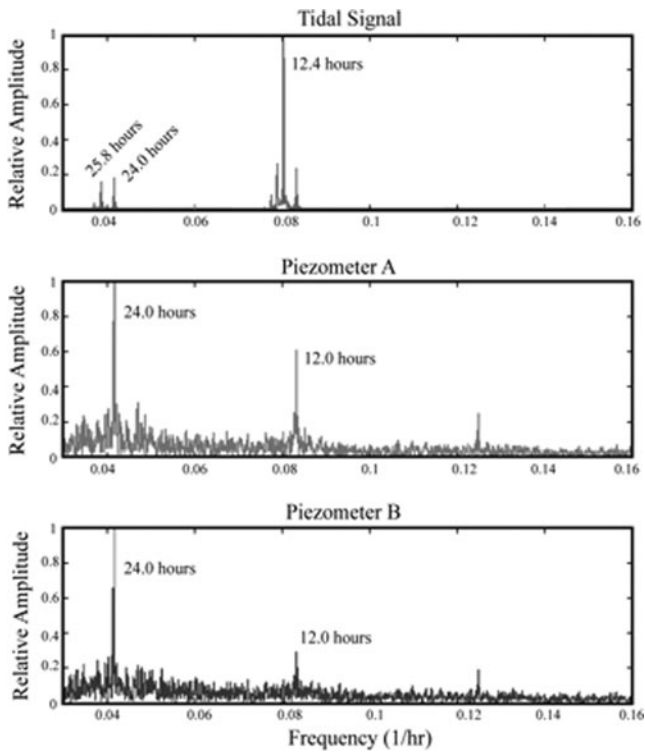 Tidal Signal
Relative Amplitude
1
0.8
0.6
0.4
0.2
0
25.8 hours
24.0 hours
12.4 hours
0.04 0.06 0.08 0.1 0.12 0.14 0.16
Piezometer A
Relative Amplitude
1
0.8
0.6
0.4
0.2
0
24.0 hours
12.0 hours
0.04 0.06 0.08 0.1 0.12 0.14 0.16
Piezometer B
Relative Amplitude
1
0.8
0.6
0.4
0.2
0
24.0 hours
12.0 hours
0.04 0.06 0.08 0.1 0.12 0.14 0.16
Frequency (1/hr)